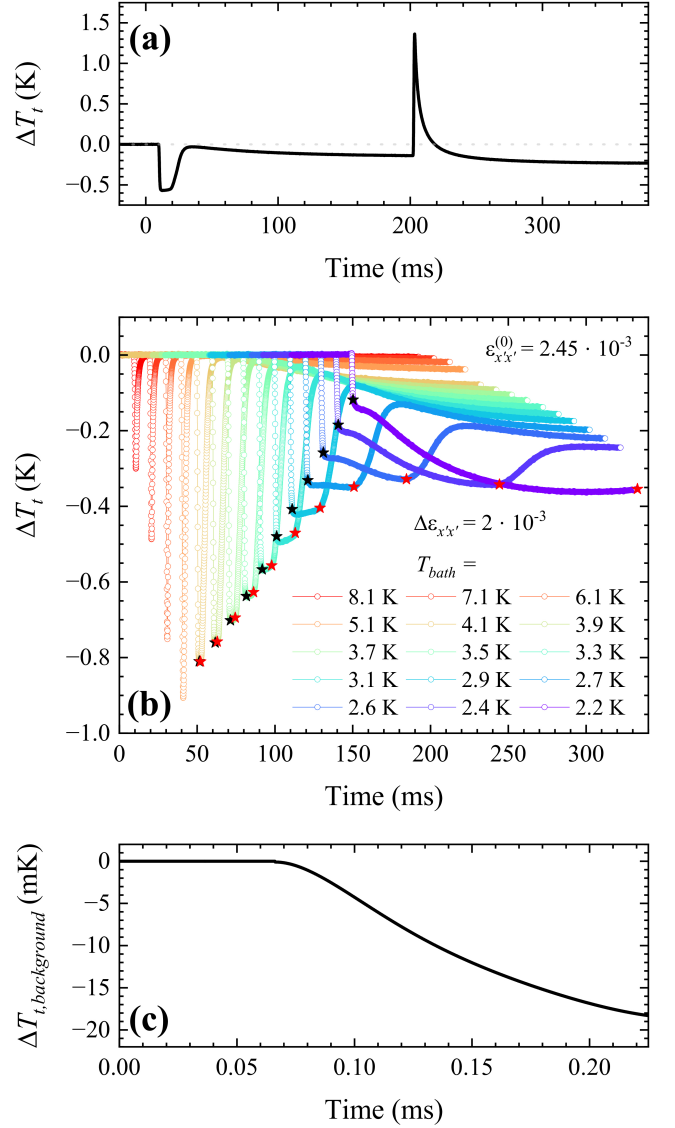 (a)
1.5
1.0
0.5
0.0
−0.5
ΔT_t (K)
0 100 200 300
Time (ms)
ε_{x'x'}^{(0)} = 2.45 · 10^{-3}
0.0
−0.2
−0.4
−0.6
−0.8
−1.0
ΔT_t (K)
Δε_{x'x'} = 2 · 10^{-3}
T_{bath} =
8.1 K 7.1 K 6.1 K
5.1 K 4.1 K 3.9 K
3.7 K 3.5 K 3.3 K
3.1 K 2.9 K 2.7 K
2.6 K 2.4 K 2.2 K
(b)
0 50 100 150 200 250 300
Time (ms)
0
−5
−10
−15
−20
ΔT_{t,background} (mK)
(c)
0.00 0.05 0.10 0.15 0.20
Time (ms)